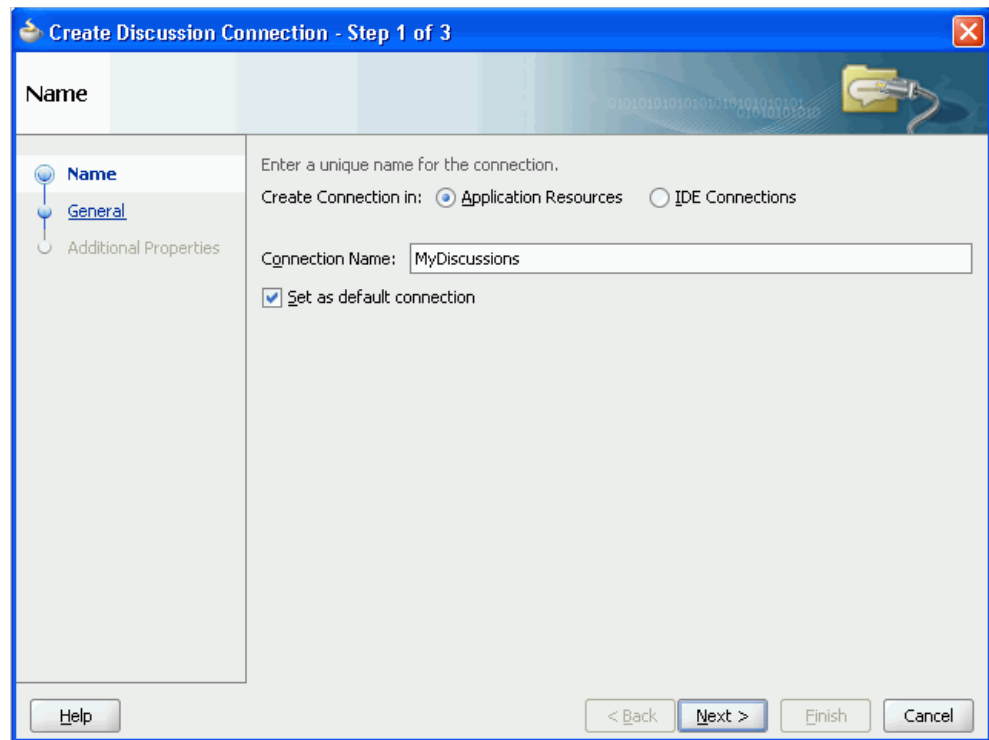 Create Discussion Connection - Step 1 of 3
Name
Name
General
Additional Properties
Enter a unique name for the connection.
Create Connection in: Application Resources IDE Connections
Connection Name: MyDiscussions
Set as default connection
Help < Back Next > Finish Cancel